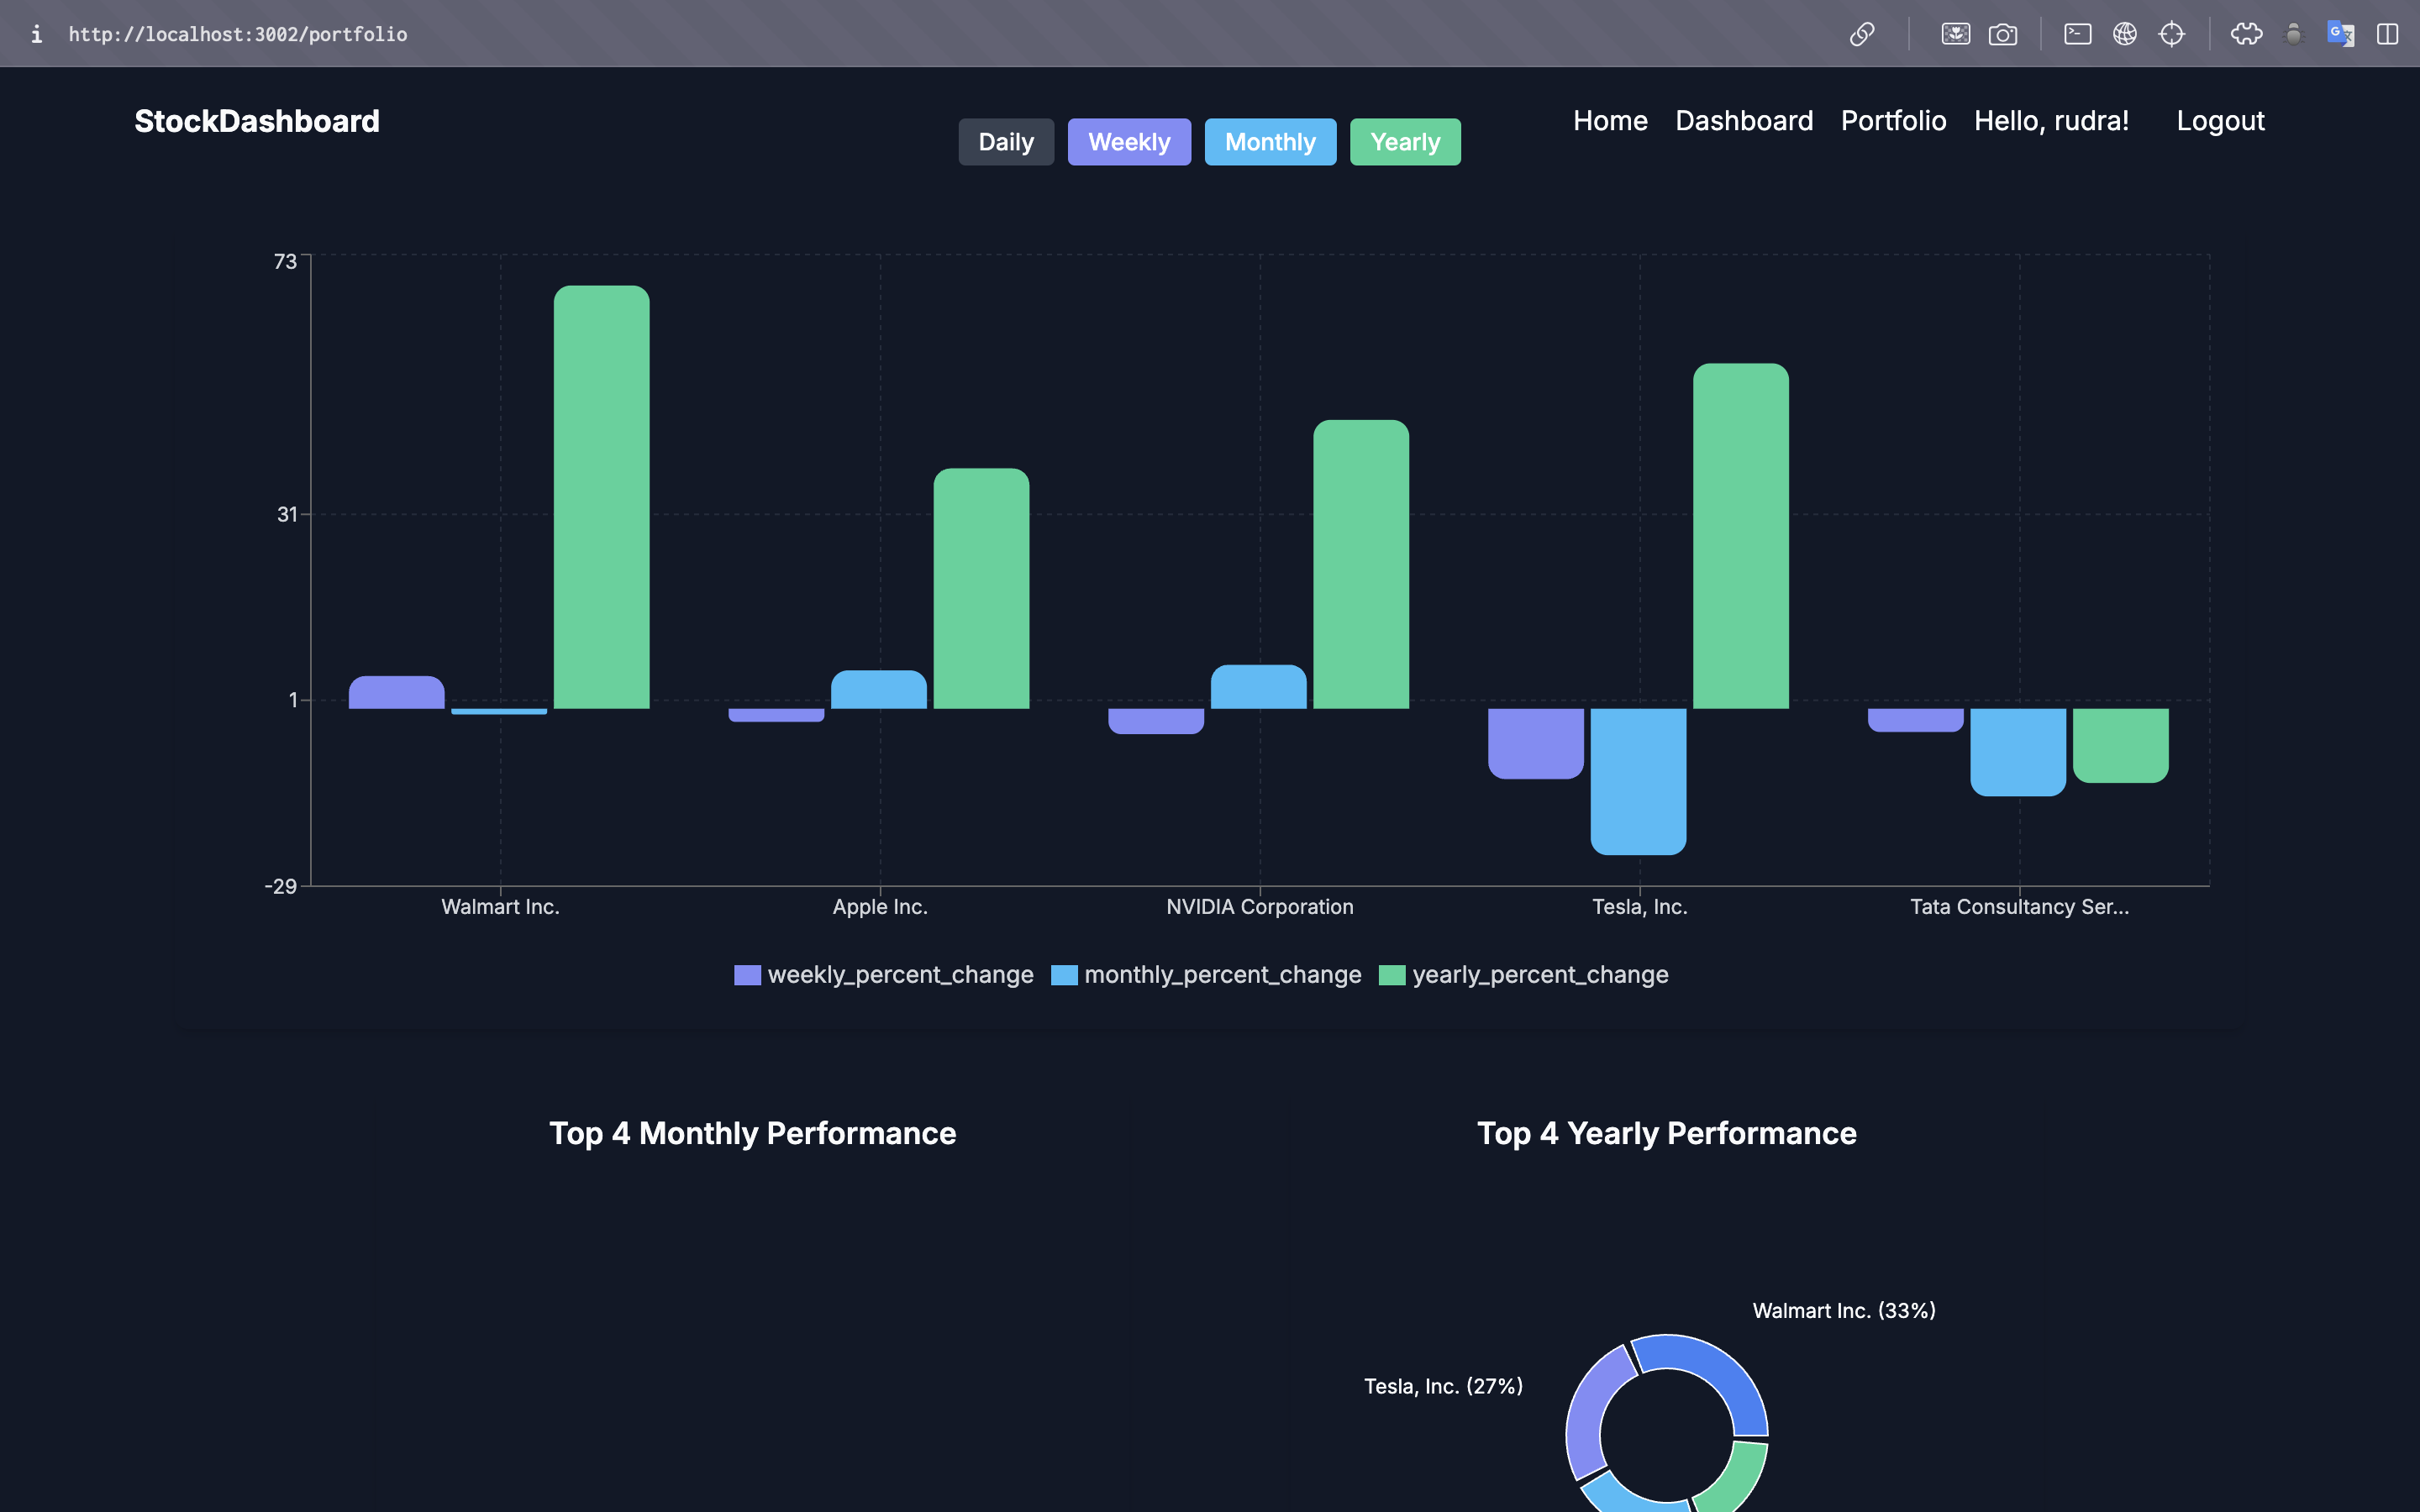 http://localhost:3002/portfolio
StockDashboard
Daily Weekly Monthly Yearly
Home Dashboard Portfolio Hello, rudra! Logout
73
31
1
-29
Walmart Inc. Apple Inc. NVIDIA Corporation Tesla, Inc. Tata Consultancy Ser...
weekly_percent_change monthly_percent_change yearly_percent_change
Top 4 Monthly Performance
Top 4 Yearly Performance
Walmart Inc. (33%)
Tesla, Inc. (27%)